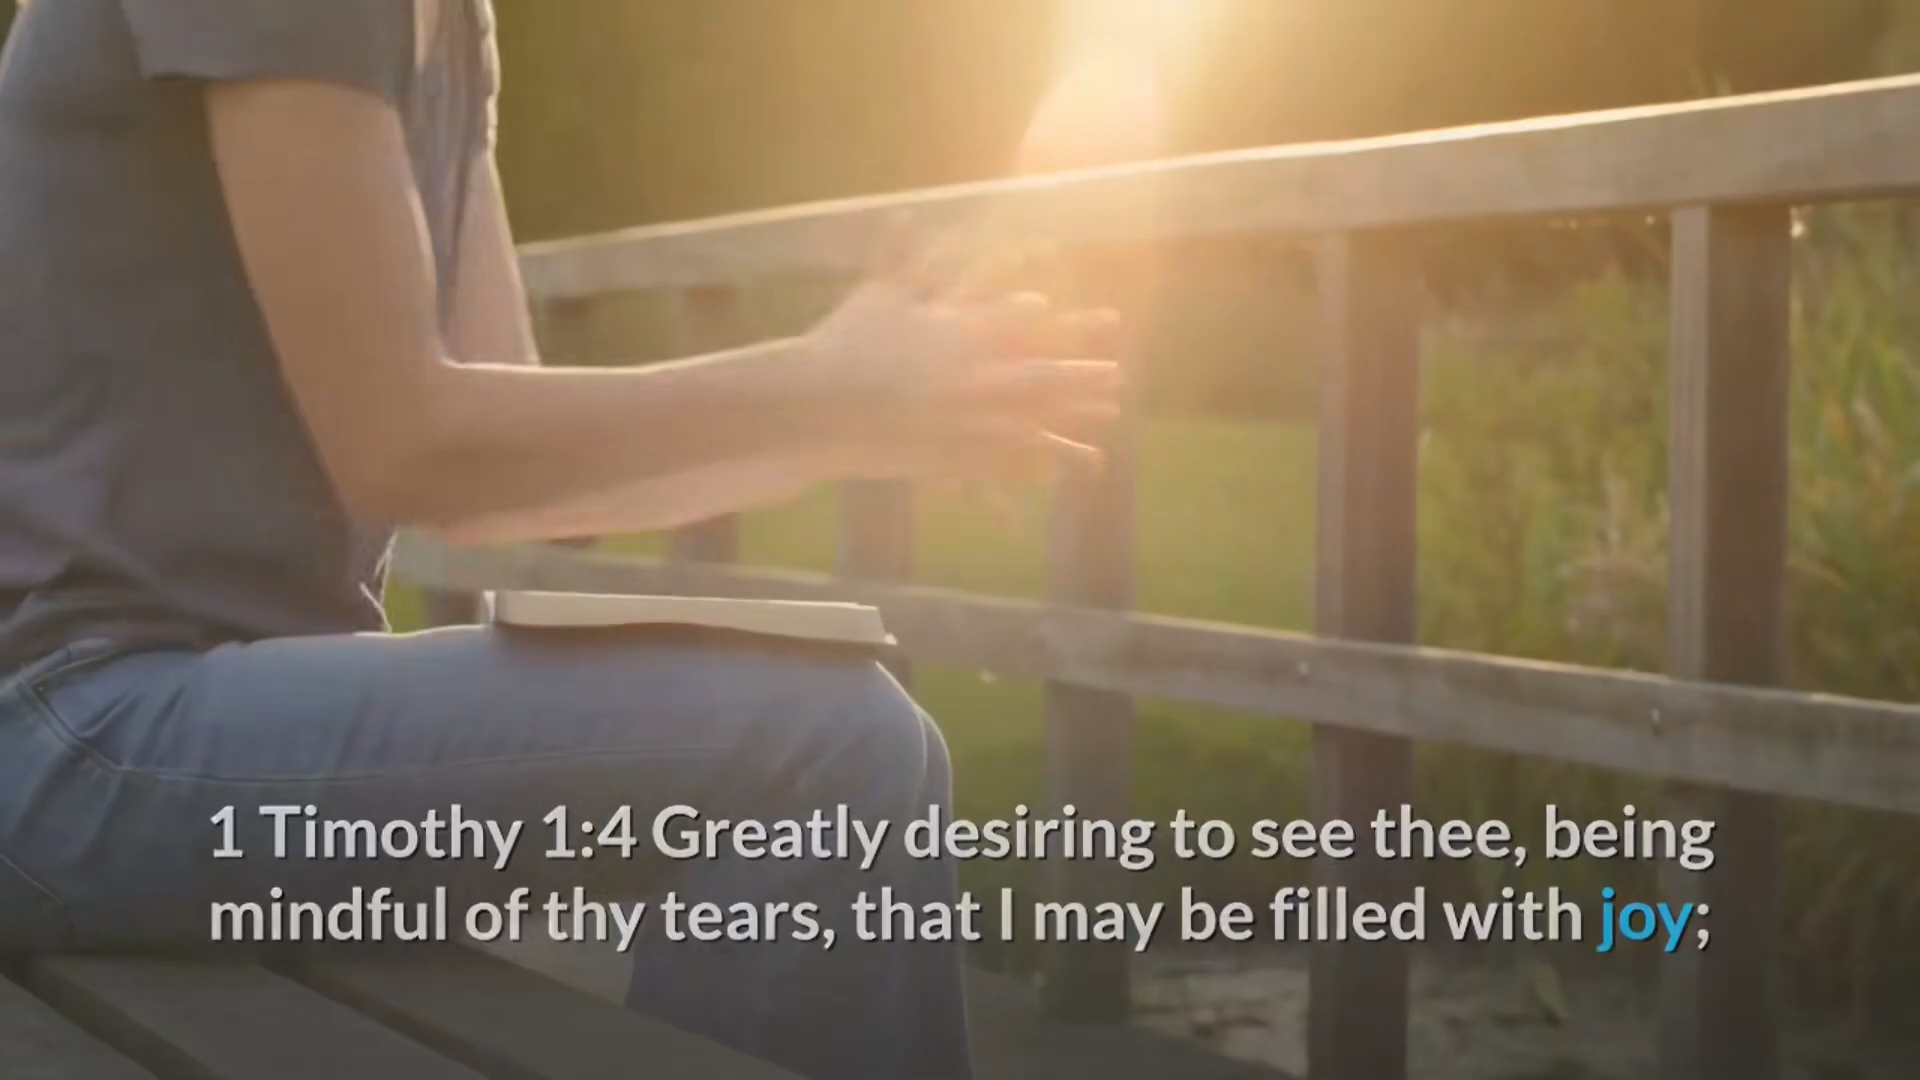 1 Timothy 1:4 Greatly desiring to see thee, being
mindful of thy tears, that I may be filled with joy;